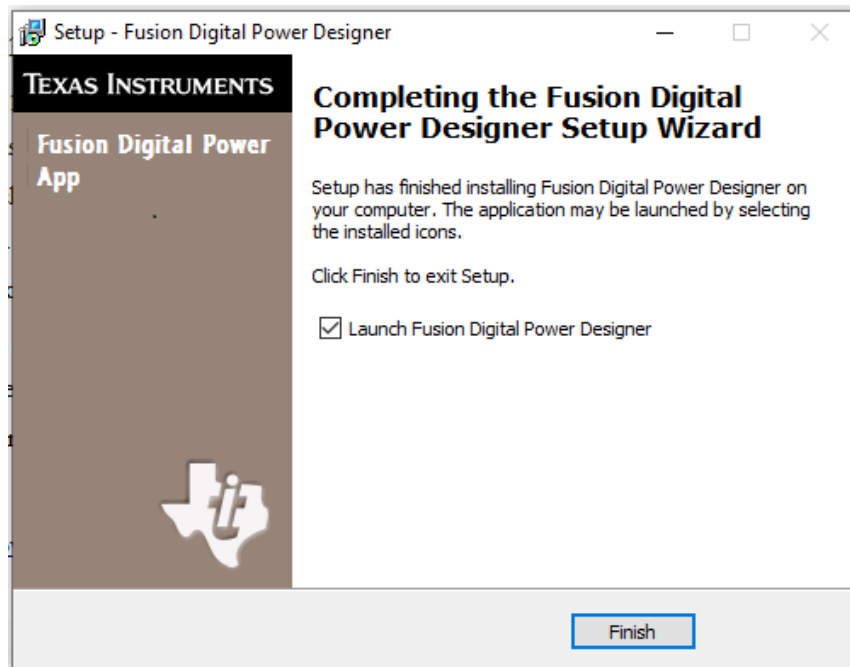 Setup - Fusion Digital Power Designer
TEXAS INSTRUMENTS
Fusion Digital Power
App
Completing the Fusion Digital
Power Designer Setup Wizard
Setup has finished installing Fusion Digital Power Designer on
your computer. The application may be launched by selecting
the installed icons.
Click Finish to exit Setup.
Launch Fusion Digital Power Designer
ti
Finish